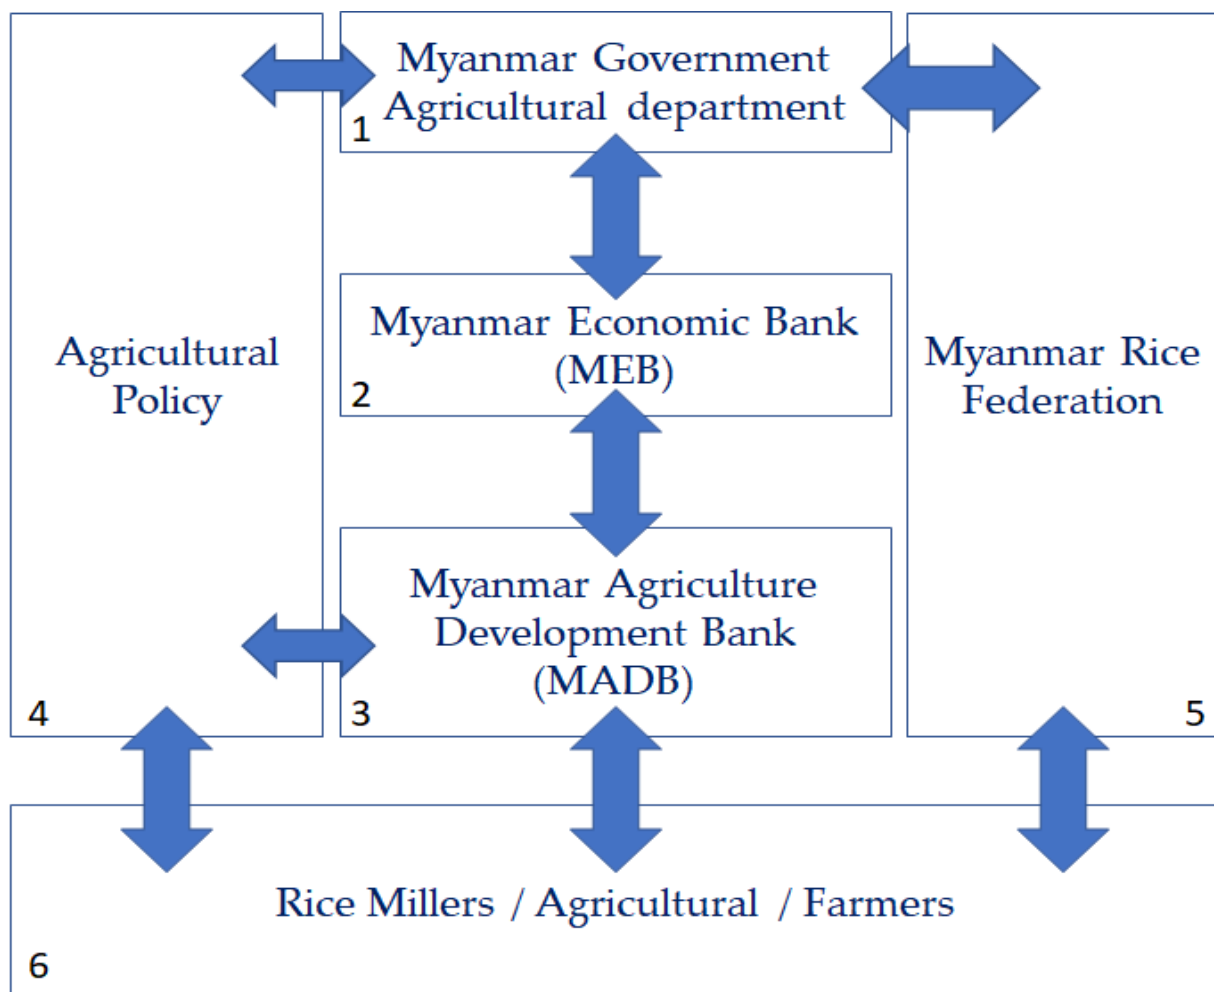 Myanmar Government
Agricultural department
1
Myanmar Economic Bank
(MEB)
2
Agricultural
Policy
4
Myanmar Rice
Federation
5
Myanmar Agriculture
Development Bank
(MADB)
3
Rice Millers / Agricultural / Farmers
6